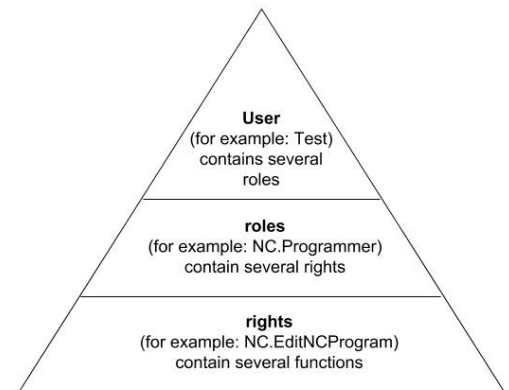 User
(for example: Test)
contains several
roles
roles
(for example: NC.Programmer)
contain several rights
rights
(for example: NC.EditNCProgram)
contain several functions